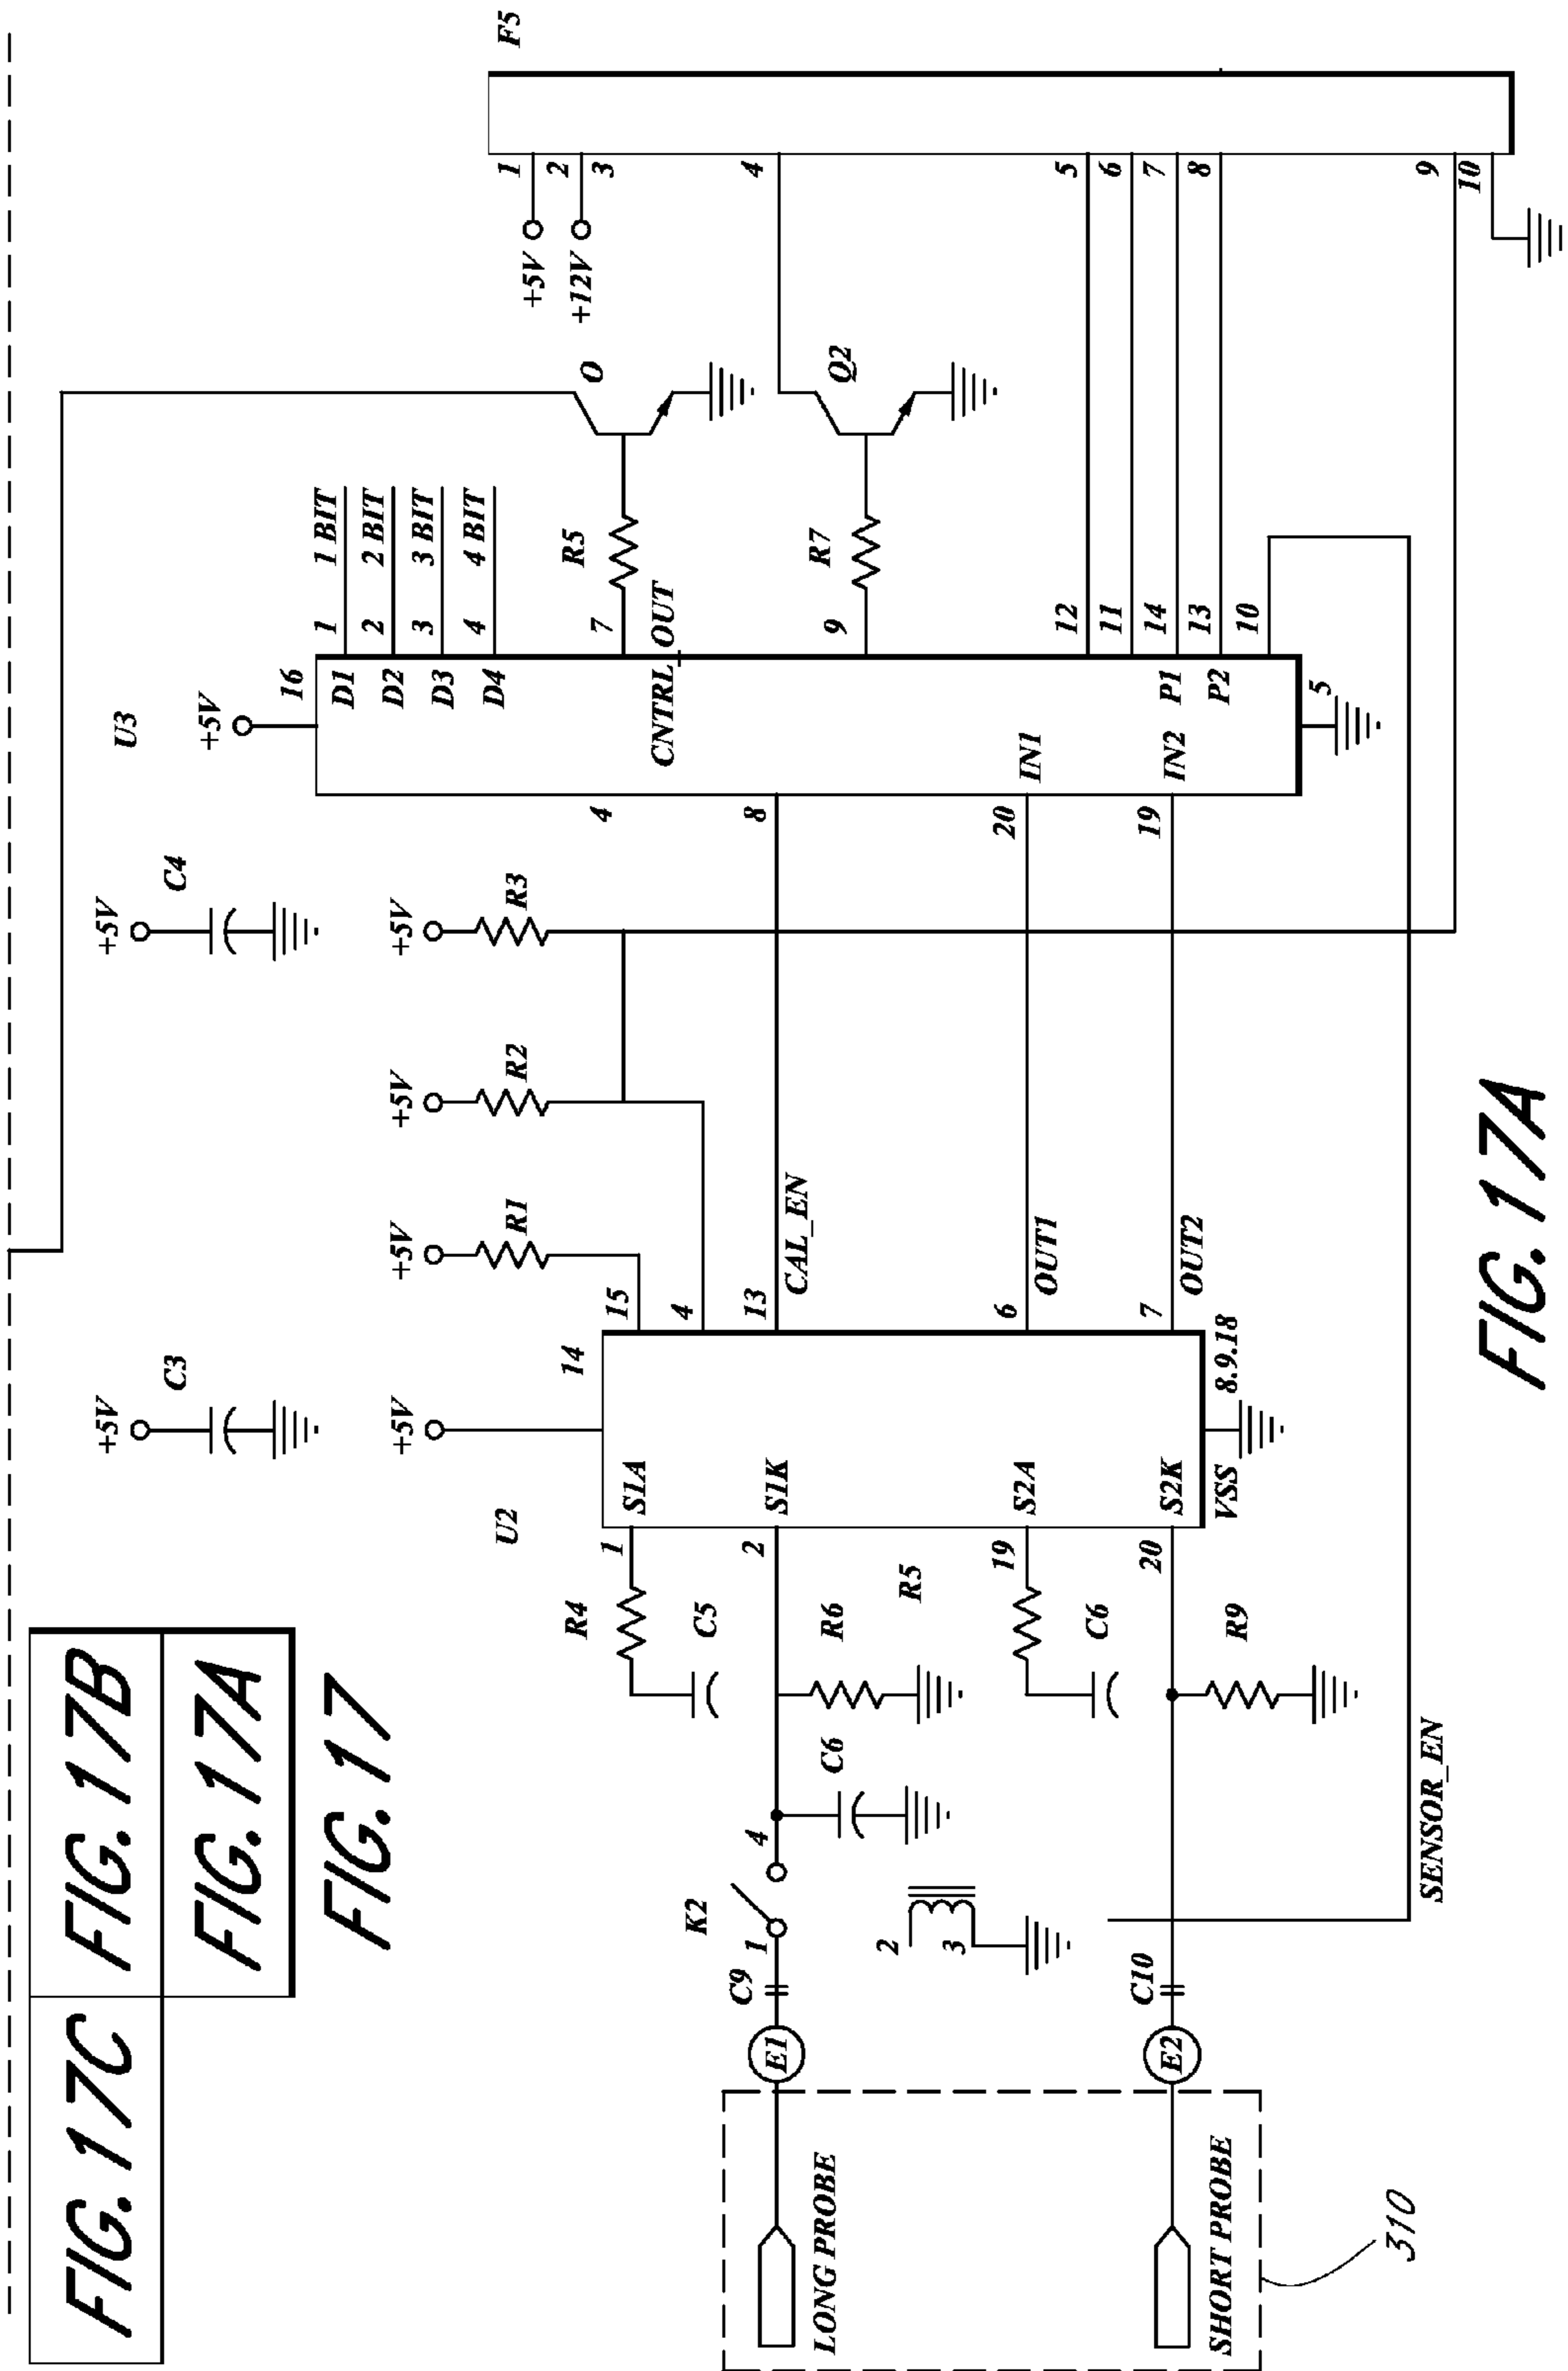 FIG. 17C FIG. 17B
FIG. 17A
FIG. 17
+5V C3
+5V C4
U3
+5V
16
+5V
+5V
+5V
+5V
U2
R1
R2
R3
14
15
4
13
CAL_EN
6
OUT1
7
OUT2
S1A
S1K
S2A
S2K
VSS 8.9.18
1
2
19
20
R4
C5
R6
R5
C6
R9
K2
1
4
C6
C9
2
3
C10
E1
E2
LONG PROBE
SHORT PROBE
310
SENSOR_EN
4
8
20
19
IN1
IN2
D1
D2
D3
D4
CNTRL OUT
P1
P2
5
1 1 BIT
2 2 BIT
3 3 BIT
4 4 BIT
7
R5
O
9
R7
Q2
12
11
14
13
10
+5V
+12V
1
2
3
4
5
6
7
8
9
10
F5
FIG. 17A